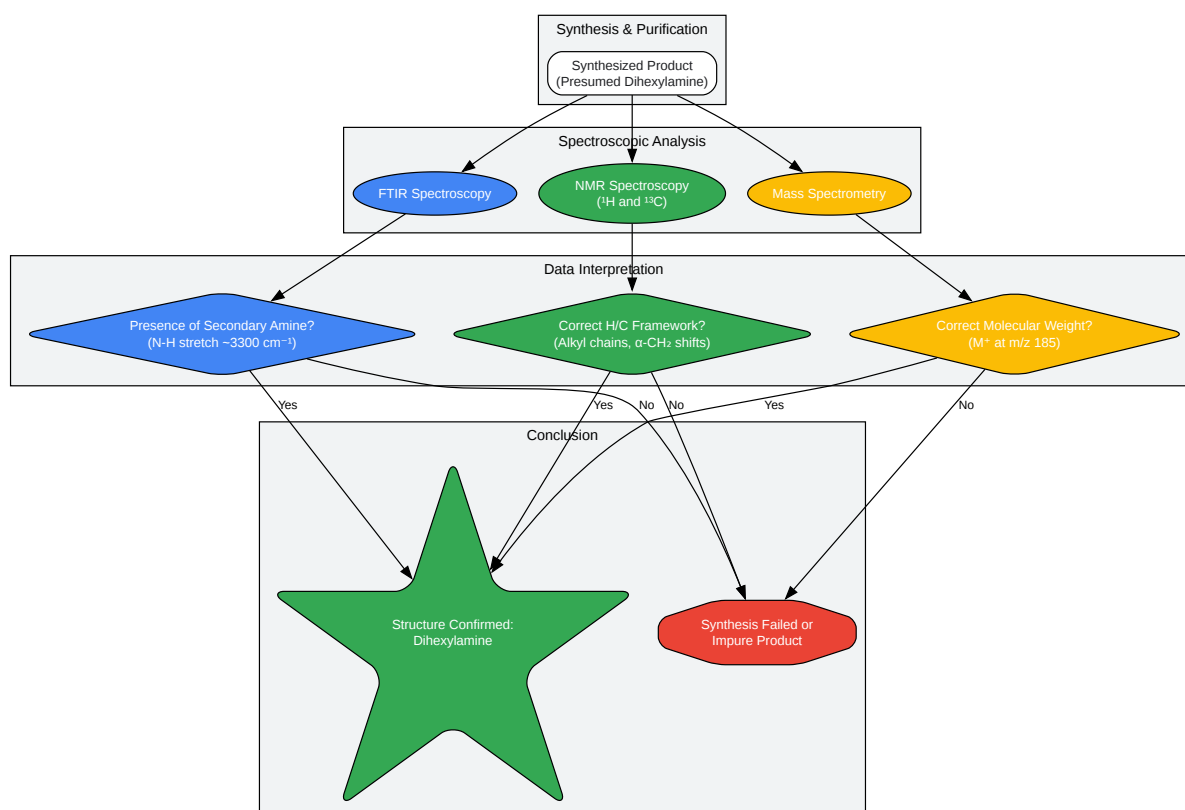 Synthesis & Purification
Synthesized Product
(Presumed Dihexylamine)
Spectroscopic Analysis
FTIR Spectroscopy
NMR Spectroscopy
(¹H and ¹³C)
Mass Spectrometry
Data Interpretation
Presence of Secondary Amine?
(N-H stretch ~3300 cm⁻¹)
Correct H/C Framework?
(Alkyl chains, α-CH₂ shifts)
Correct Molecular Weight?
(M⁺ at m/z 185)
Yes
Yes
No
No
Yes
No
Conclusion
Structure Confirmed:
Dihexylamine
Synthesis Failed or
Impure Product